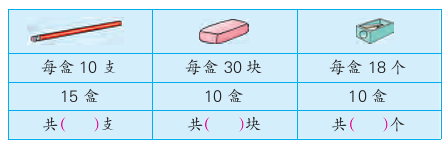 每盒 10 支 每盒 30 块 每盒 18 个
15 盒 10 盒 10 盒
共( )支 共( )块 共( )个